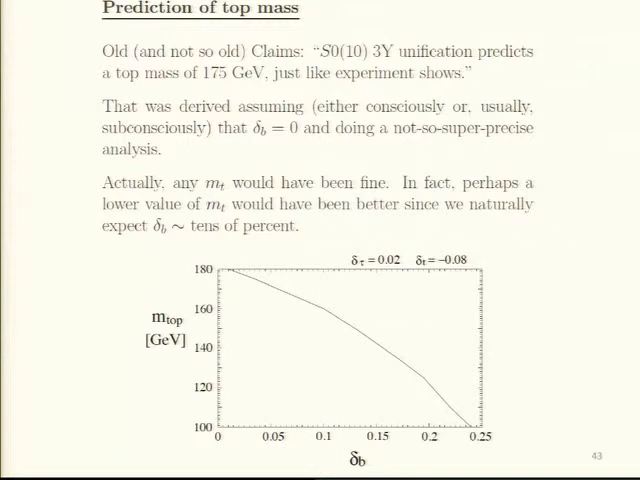 Prediction of top mass
Old (and not so old) Claims: “S0(10) 3Y unification predicts
a top mass of 175 GeV, just like experiment shows.”
That was derived assuming (either consciously or, usually,
subconsciously) that δb = 0 and doing a not-so-super-precise
analysis.
Actually, any mt would have been fine. In fact, perhaps a
lower value of mt would have been better since we naturally
expect δb ∼ tens of percent.
δτ = 0.02 δt = −0.08
180
160
mtop
[GeV]
140
120
100
0 0.05 0.1 0.15 0.2 0.25
δb
43